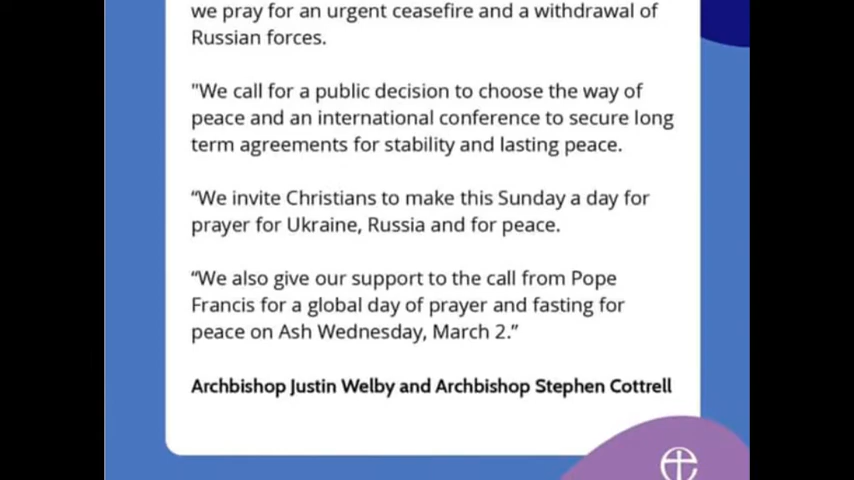 we pray for an urgent ceasefire and a withdrawal of
Russian forces.
"We call for a public decision to choose the way of
peace and an international conference to secure long
term agreements for stability and lasting peace.
“We invite Christians to make this Sunday a day for
prayer for Ukraine, Russia and for peace.
“We also give our support to the call from Pope
Francis for a global day of prayer and fasting for
peace on Ash Wednesday, March 2.”
Archbishop Justin Welby and Archbishop Stephen Cottrell